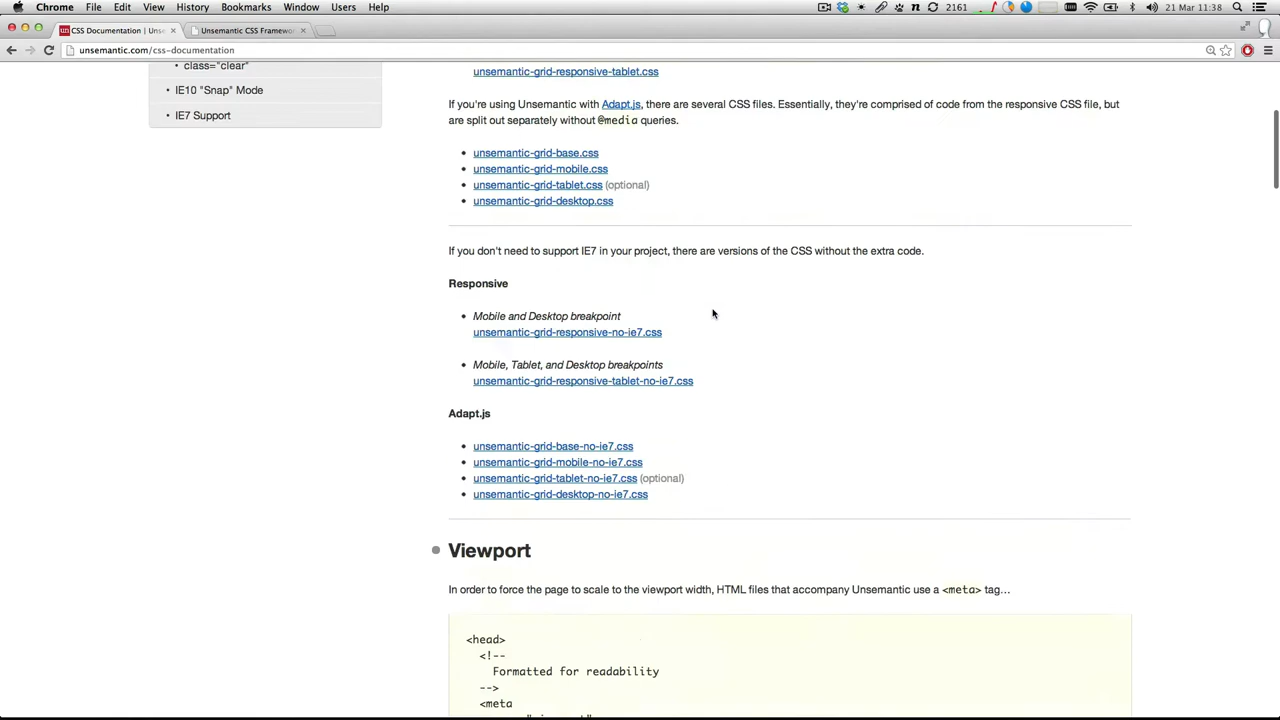 Chrome File Edit View History Bookmarks Window Users Help
2161
21 Mar 11:38
CSS Documentation | Unse
Unsemantic CSS Framewo
unsemantic.com/css-documentation
class="clear"
IE10 "Snap" Mode
IE7 Support
unsemantic-grid-responsive-tablet.css
If you're using Unsemantic with Adapt.js, there are several CSS files. Essentially, they're comprised of code from the responsive CSS file, but
are split out separately without @media queries.
unsemantic-grid-base.css
unsemantic-grid-mobile.css
unsemantic-grid-tablet.css (optional)
unsemantic-grid-desktop.css
If you don't need to support IE7 in your project, there are versions of the CSS without the extra code.
Responsive
Mobile and Desktop breakpoint
unsemantic-grid-responsive-no-ie7.css
Mobile, Tablet, and Desktop breakpoints
unsemantic-grid-responsive-tablet-no-ie7.css
Adapt.js
unsemantic-grid-base-no-ie7.css
unsemantic-grid-mobile-no-ie7.css
unsemantic-grid-tablet-no-ie7.css (optional)
unsemantic-grid-desktop-no-ie7.css
Viewport
In order to force the page to scale to the viewport width, HTML files that accompany Unsemantic use a <meta> tag…
<head>
<!--
Formatted for readability
-->
<meta